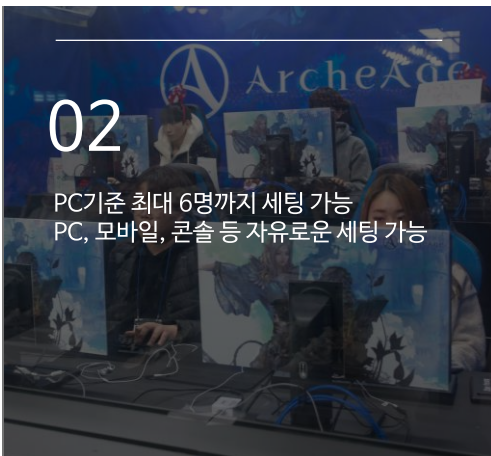 ArcheAge
02
PC기준 최대 6명까지 세팅 가능
PC, 모바일, 콘솔 등 자유로운 세팅 가능